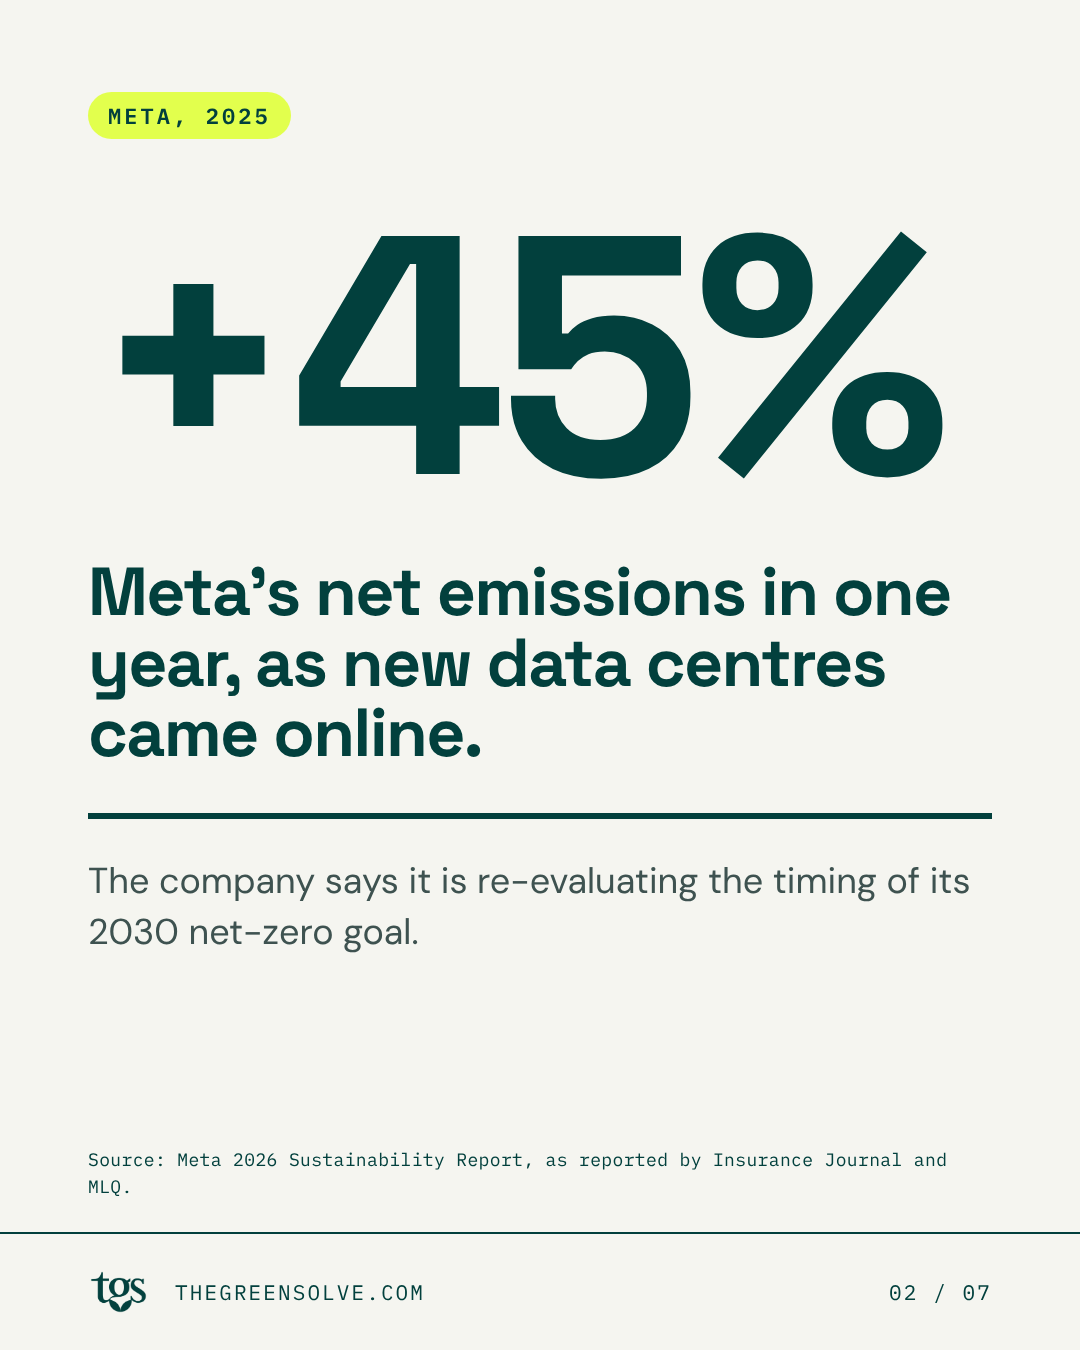 META, 2025
+45%
Meta’s net emissions in one
year, as new data centres
came online.
The company says it is re-evaluating the timing of its
2030 net-zero goal.
Source: Meta 2026 Sustainability Report, as reported by Insurance Journal and
MLQ.
tgs THEGREENSOLVE.COM 02 / 07